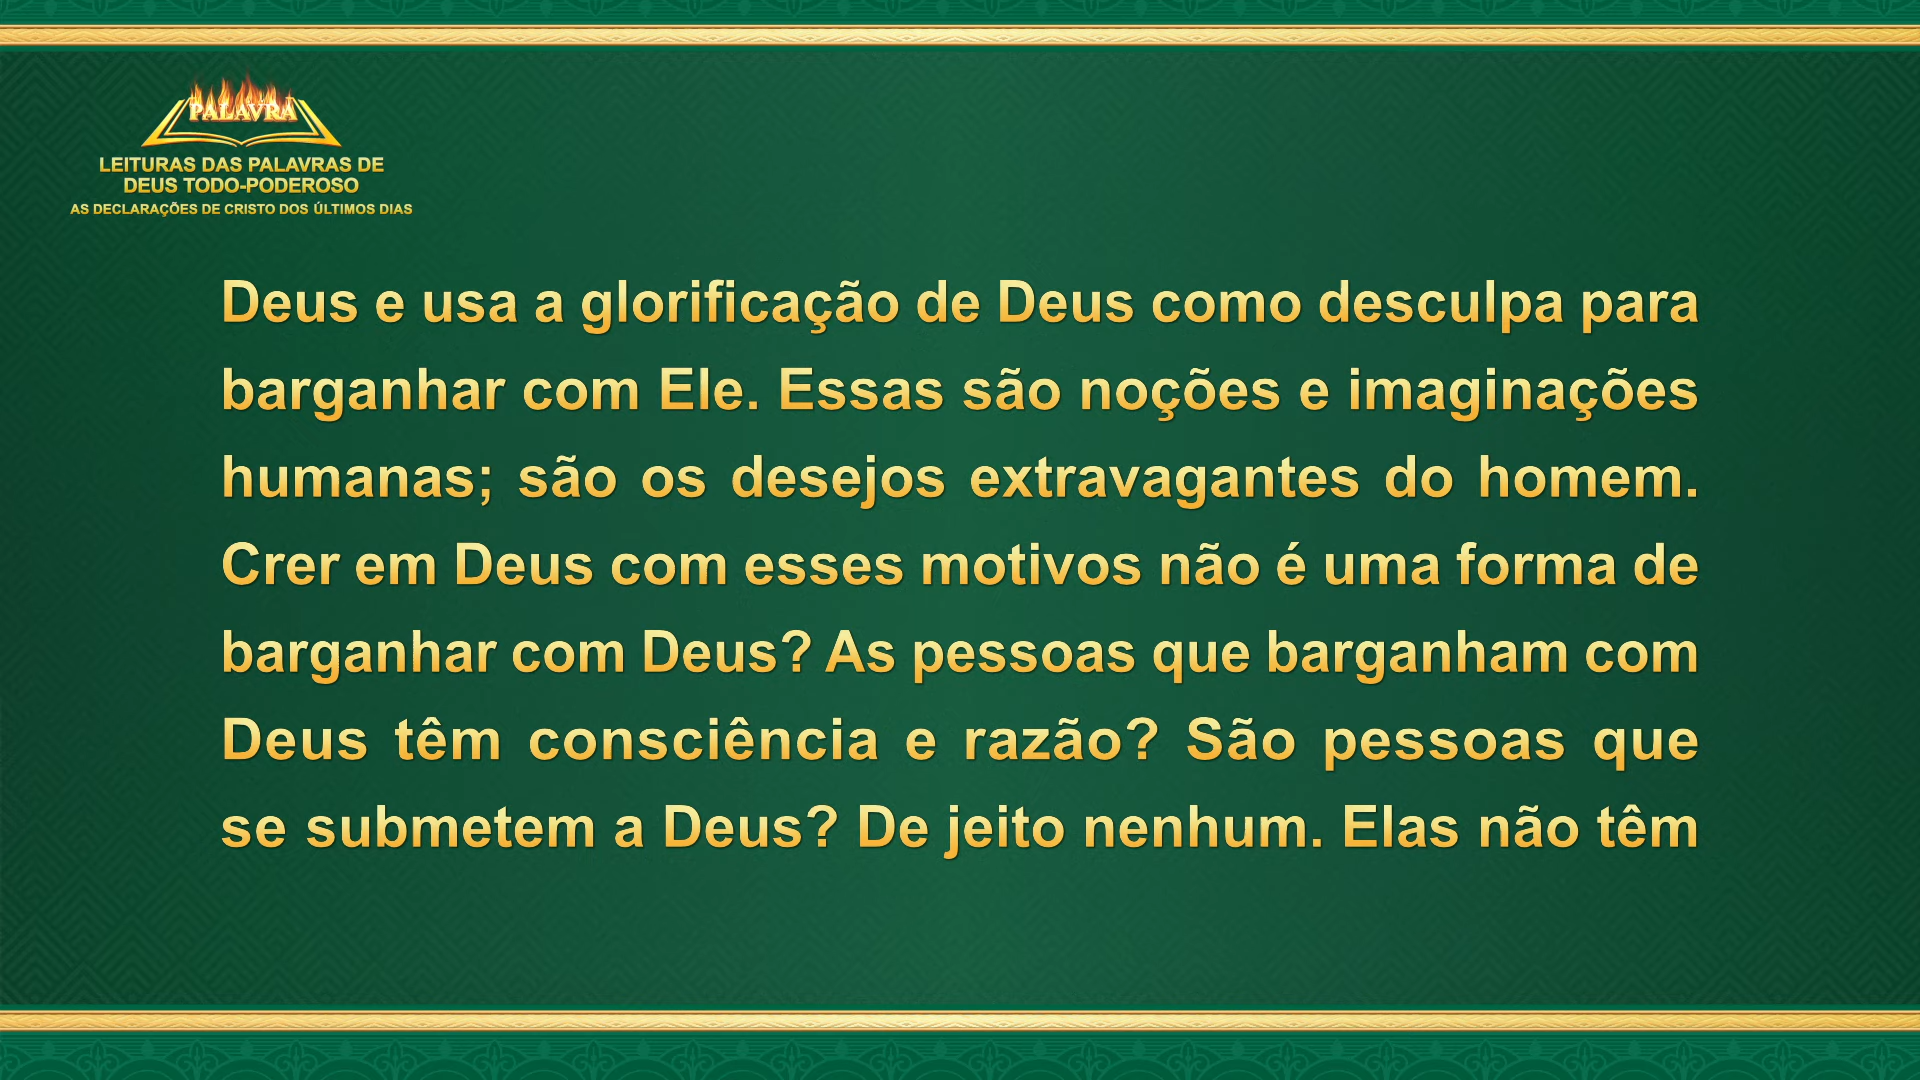 PALAVRA
LEITURAS DAS PALAVRAS DE
DEUS TODO-PODEROSO
AS DECLARAÇÕES DE CRISTO DOS ÚLTIMOS DIAS
Deus e usa a glorificação de Deus como desculpa para
barganhar com Ele. Essas são noções e imaginações
humanas; são os desejos extravagantes do homem.
Crer em Deus com esses motivos não é uma forma de
barganhar com Deus? As pessoas que barganham com
Deus têm consciência e razão? São pessoas que
se submetem a Deus? De jeito nenhum. Elas não têm